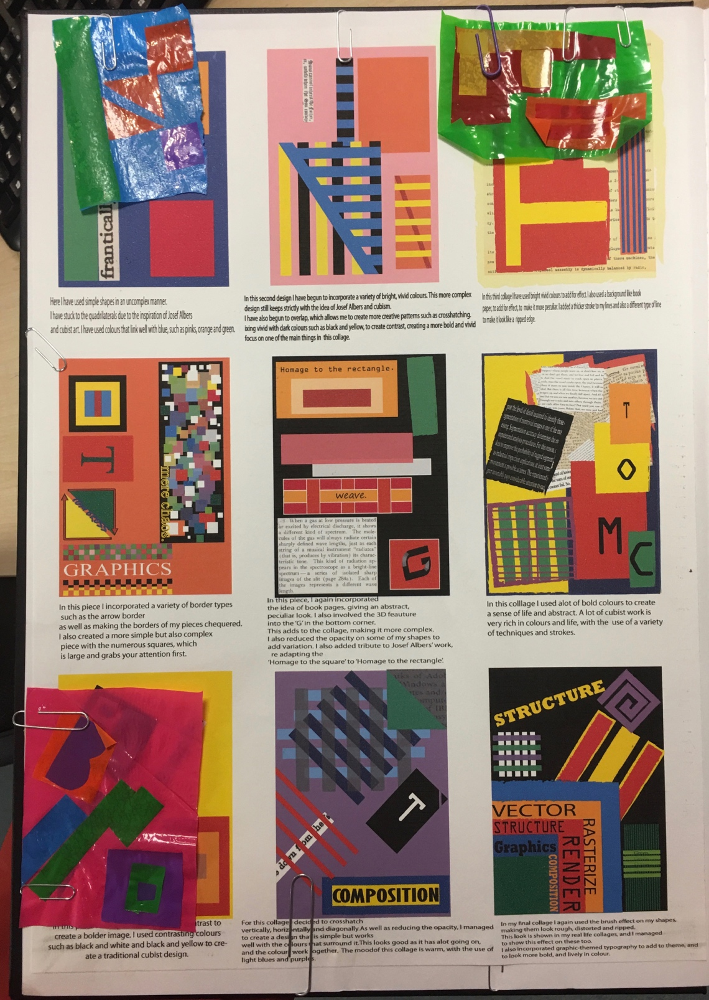 frantically
Here I have used simple shapes in an uncomplex manner.
I have stuck to the quadrilaterals due to the inspiration of Josef Albers
and cubist art. I have used colours that link well with blue, such as pinks, orange and green.
In this second design I have begun to incorporate a variety of bright, vivid colours. This more complex
design still keeps strictly with the idea of Josef Albers and cubism.
I have also begun to overlap, which allows me to create more creative patterns such as crosshatching.
ixing vivid with dark colours such as black and yellow, to create contrast, creating a more bold and vivid
focus on one of the main things in this collage.
T
of these machines, the
assembly is dynamically balanced by radio,
In this third collage I have used bright vivid colours to add for effect. I also used a background like book
paper, to add for effect, to make it more peculiar. I added a thicker stroke to my lines and also a different type of line
to make it look like a ripped edge.
T
mere chaos.
GRAPHICS
In this piece I incorporated a variety of border types
such as the arrow border
as well as making the borders of my pieces chequered.
I also created a more simple but also complex
piece with the numerous squares, which
is large and grabs your attention first.
Homage to the rectangle.
weave.
When a gas at low pressure is heated
or excited by electrical discharge, it shows
a different kind of spectrum. The mole-
cules of the gas will always radiate certain
sharply defined wave lengths, just as each
string of a musical instrument "radiates"
(that is, produces by vibration) its charac-
teristic tone. This kind of radiation ap-
pears in the spectroscope as a bright-line
spectrum—a series of isolated sharp
images of the slit (page 284a). Each of
the images represents a different wave
length.
G
In this piece, I again incorporated
the idea of book pages, giving an abstract,
peculiar look. I also involved the 3D feauture
into the 'G' in the bottom corner.
This adds to the collage, making it more complex.
I also reduced the opacity on some of my shapes to
add variation. I also added tribute to Josef Albers' work,
re adapting the
'Homage to the square' to 'Homage to the rectangle'.
T
O
M
C
In this colllage I used alot of bold colours to create
a sense of life and abstract. A lot of cubist work is
very rich in colours and life, with the use of a variety
of techniques and strokes.
In this
trast to
create a bolder image. I used contrasting colours
such as black and white and black and yellow to cre-
ate a traditional cubist design.
T
down from the
COMPOSITION
For this collage decided to crosshatch
vertically, horizontally and diagonally.As well as reducing the opacity, I managed
to create a design that is simple but works
well with the colours that surround it.This looks good as it has alot going on,
and the colours work together. The moodof this collage is warm, with the use of
light blues and purples.
STRUCTURE
VECTOR
STRUCTURE
Graphics
COMPOSITION
RENDER
RASTERIZE
In my final collage I again used the brush effect on my shapes,
making them look rough, distorted and ripped.
This look is shown in my real life collages, and I managed
to show this effect on these too.
I also incorporated graphic-themed typography to add to theme, and
to look more bold, and lively in colour.